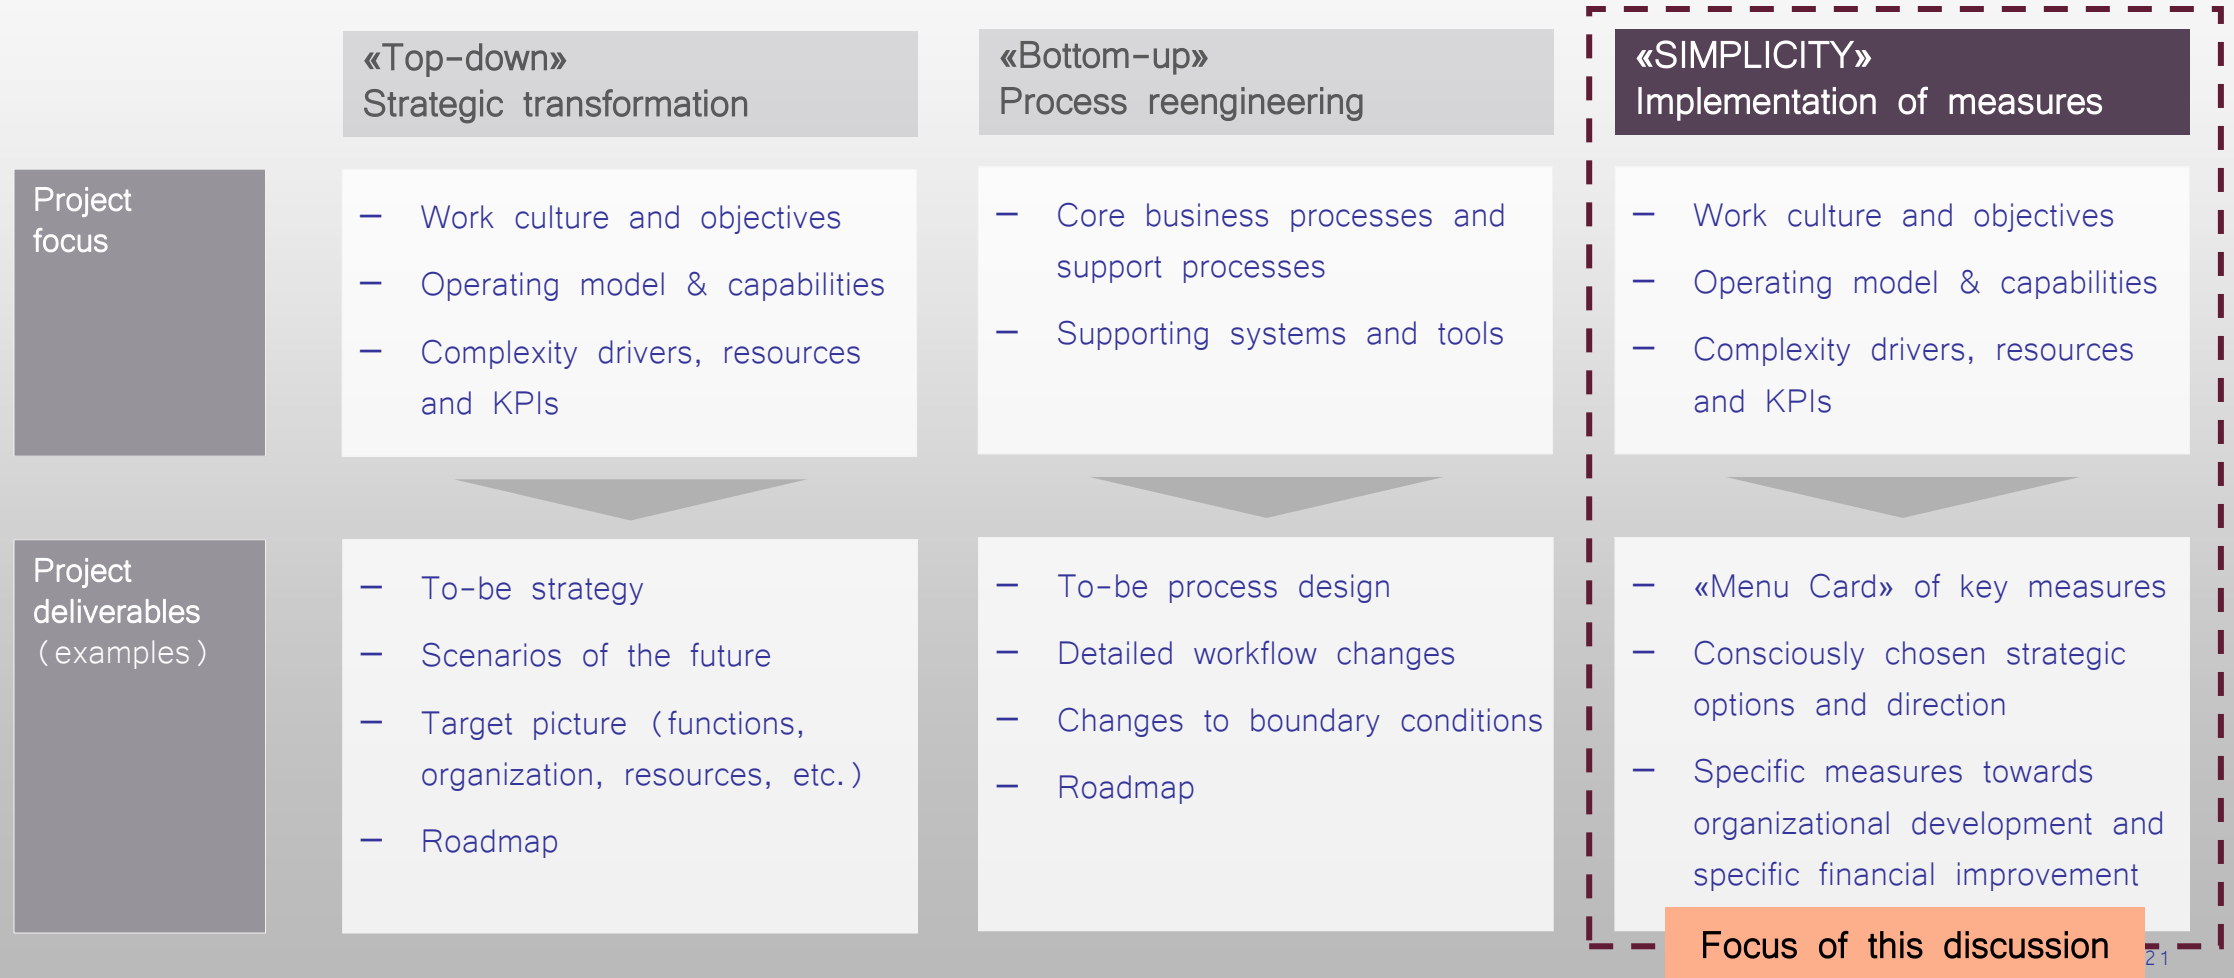 «Top-down»
Strategic transformation
«Bottom-up»
Process reengineering
«SIMPLICITY»
Implementation of measures
Project
focus
— Work culture and objectives
— Operating model & capabilities
— Complexity drivers, resources
and KPIs
— Core business processes and
support processes
— Supporting systems and tools
— Work culture and objectives
— Operating model & capabilities
— Complexity drivers, resources
and KPIs
Project
deliverables
(examples)
— To-be strategy
— Scenarios of the future
— Target picture (functions,
organization, resources, etc.)
— Roadmap
— To-be process design
— Detailed workflow changes
— Changes to boundary conditions
— Roadmap
— «Menu Card» of key measures
— Consciously chosen strategic
options and direction
— Specific measures towards
organizational development and
specific financial improvement
Focus of this discussion
21